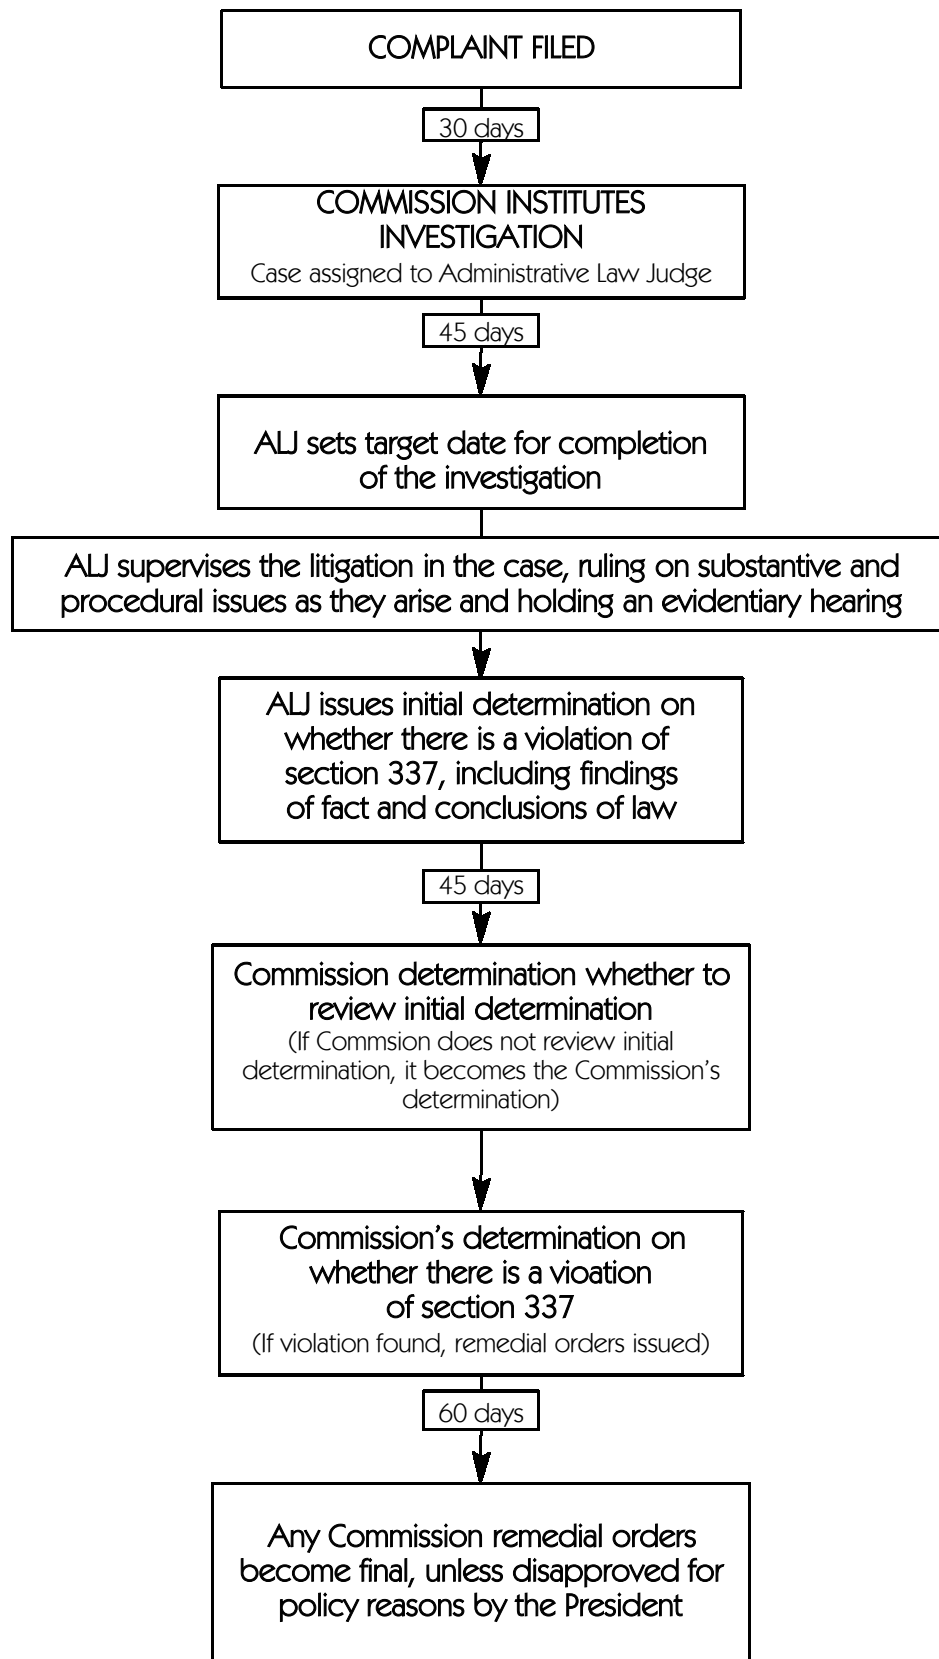 COMPLAINT FILED
30 days
COMMISSION INSTITUTES
INVESTIGATION
Case assigned to Administrative Law Judge
45 days
ALJ sets target date for completion
of the investigation
ALJ supervises the litigation in the case, ruling on substantive and
procedural issues as they arise and holding an evidentiary hearing
ALJ issues initial determination on
whether there is a violation of
section 337, including findings
of fact and conclusions of law
45 days
Commission determination whether to
review initial determination
(If Commsion does not review initial
determination, it becomes the Commission's
determination)
Commission's determination on
whether there is a vioation
of section 337
(If violation found, remedial orders issued)
60 days
Any Commission remedial orders
become final, unless disapproved for
policy reasons by the President